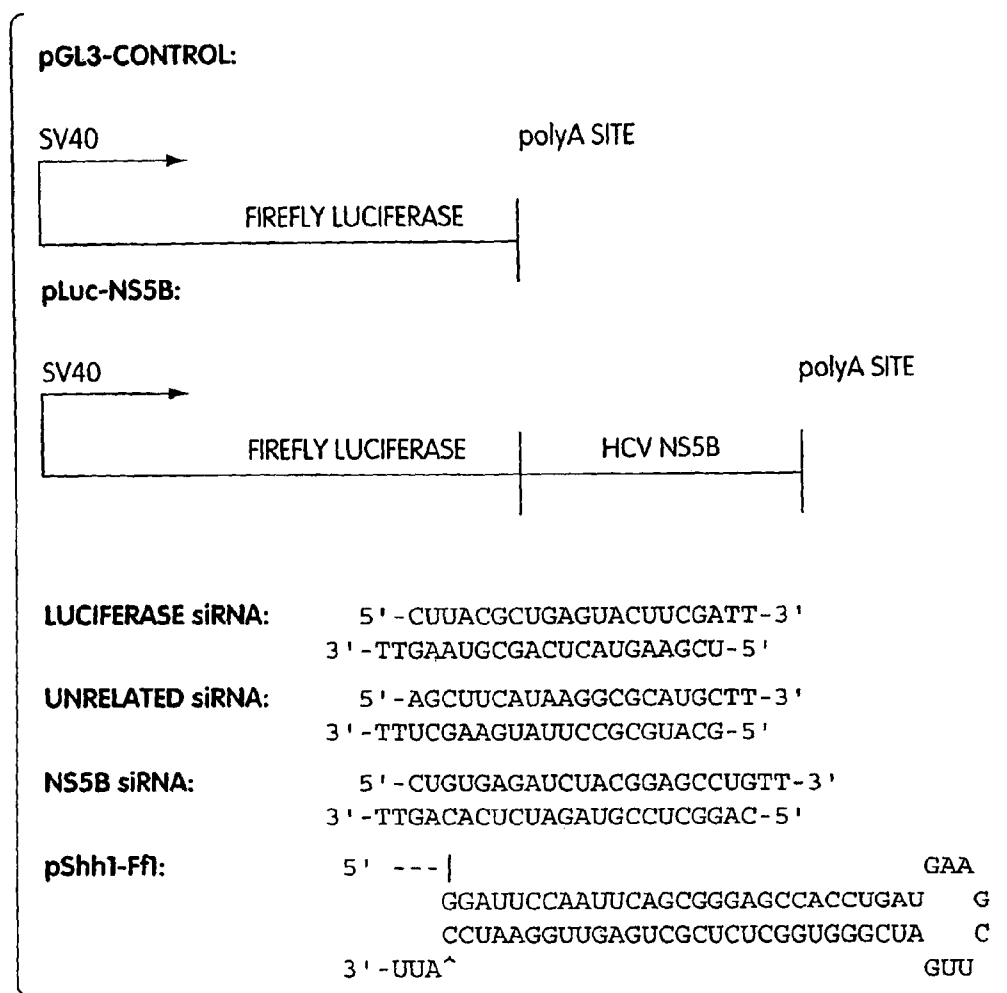 pGL3-CONTROL:
SV40
polyA SITE
FIREFLY LUCIFERASE
pLuc-NS5B:
SV40
polyA SITE
FIREFLY LUCIFERASE
HCV NS5B
LUCIFERASE siRNA: 5'-CUUACGCUGAGUACUUCGATT-3'
3'-TTGAAUGCGACUCAUGAAGCU-5'
UNRELATED siRNA: 5'-AGCUUCAUAAGGCGCAUGCTT-3'
3'-TTUCGAAGUAUUCCGCGUACG-5'
NS5B siRNA: 5'-CUGUGAGAUCUACGGAGCCUGTT-3'
3'-TTGACACUCUAGAUGCCUCGGAC-5'
pShh1-Ff1: 5' ---| GAA
GGAUUCCAAUUCAGCGGGAGCCACCUGAU G
CCUAAGGUUGAGUCGCUCUCGGUGGGCUA C
3'-UUA^ GUU